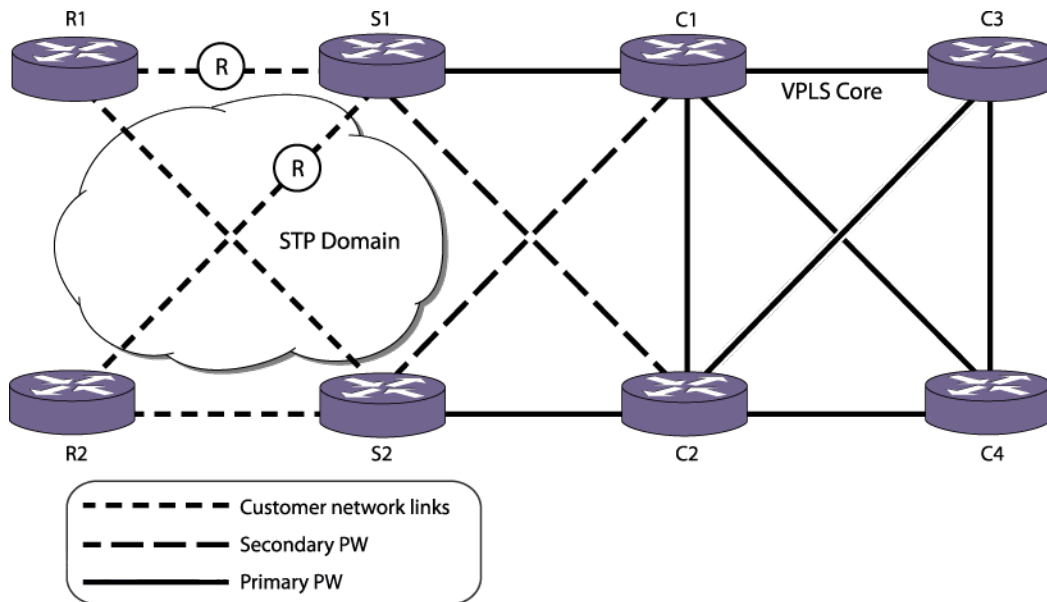 R1
S1
C1
C3
R
VPLS Core
R
STP Domain
R2
S2
C2
C4
Customer network links
Secondary PW
Primary PW